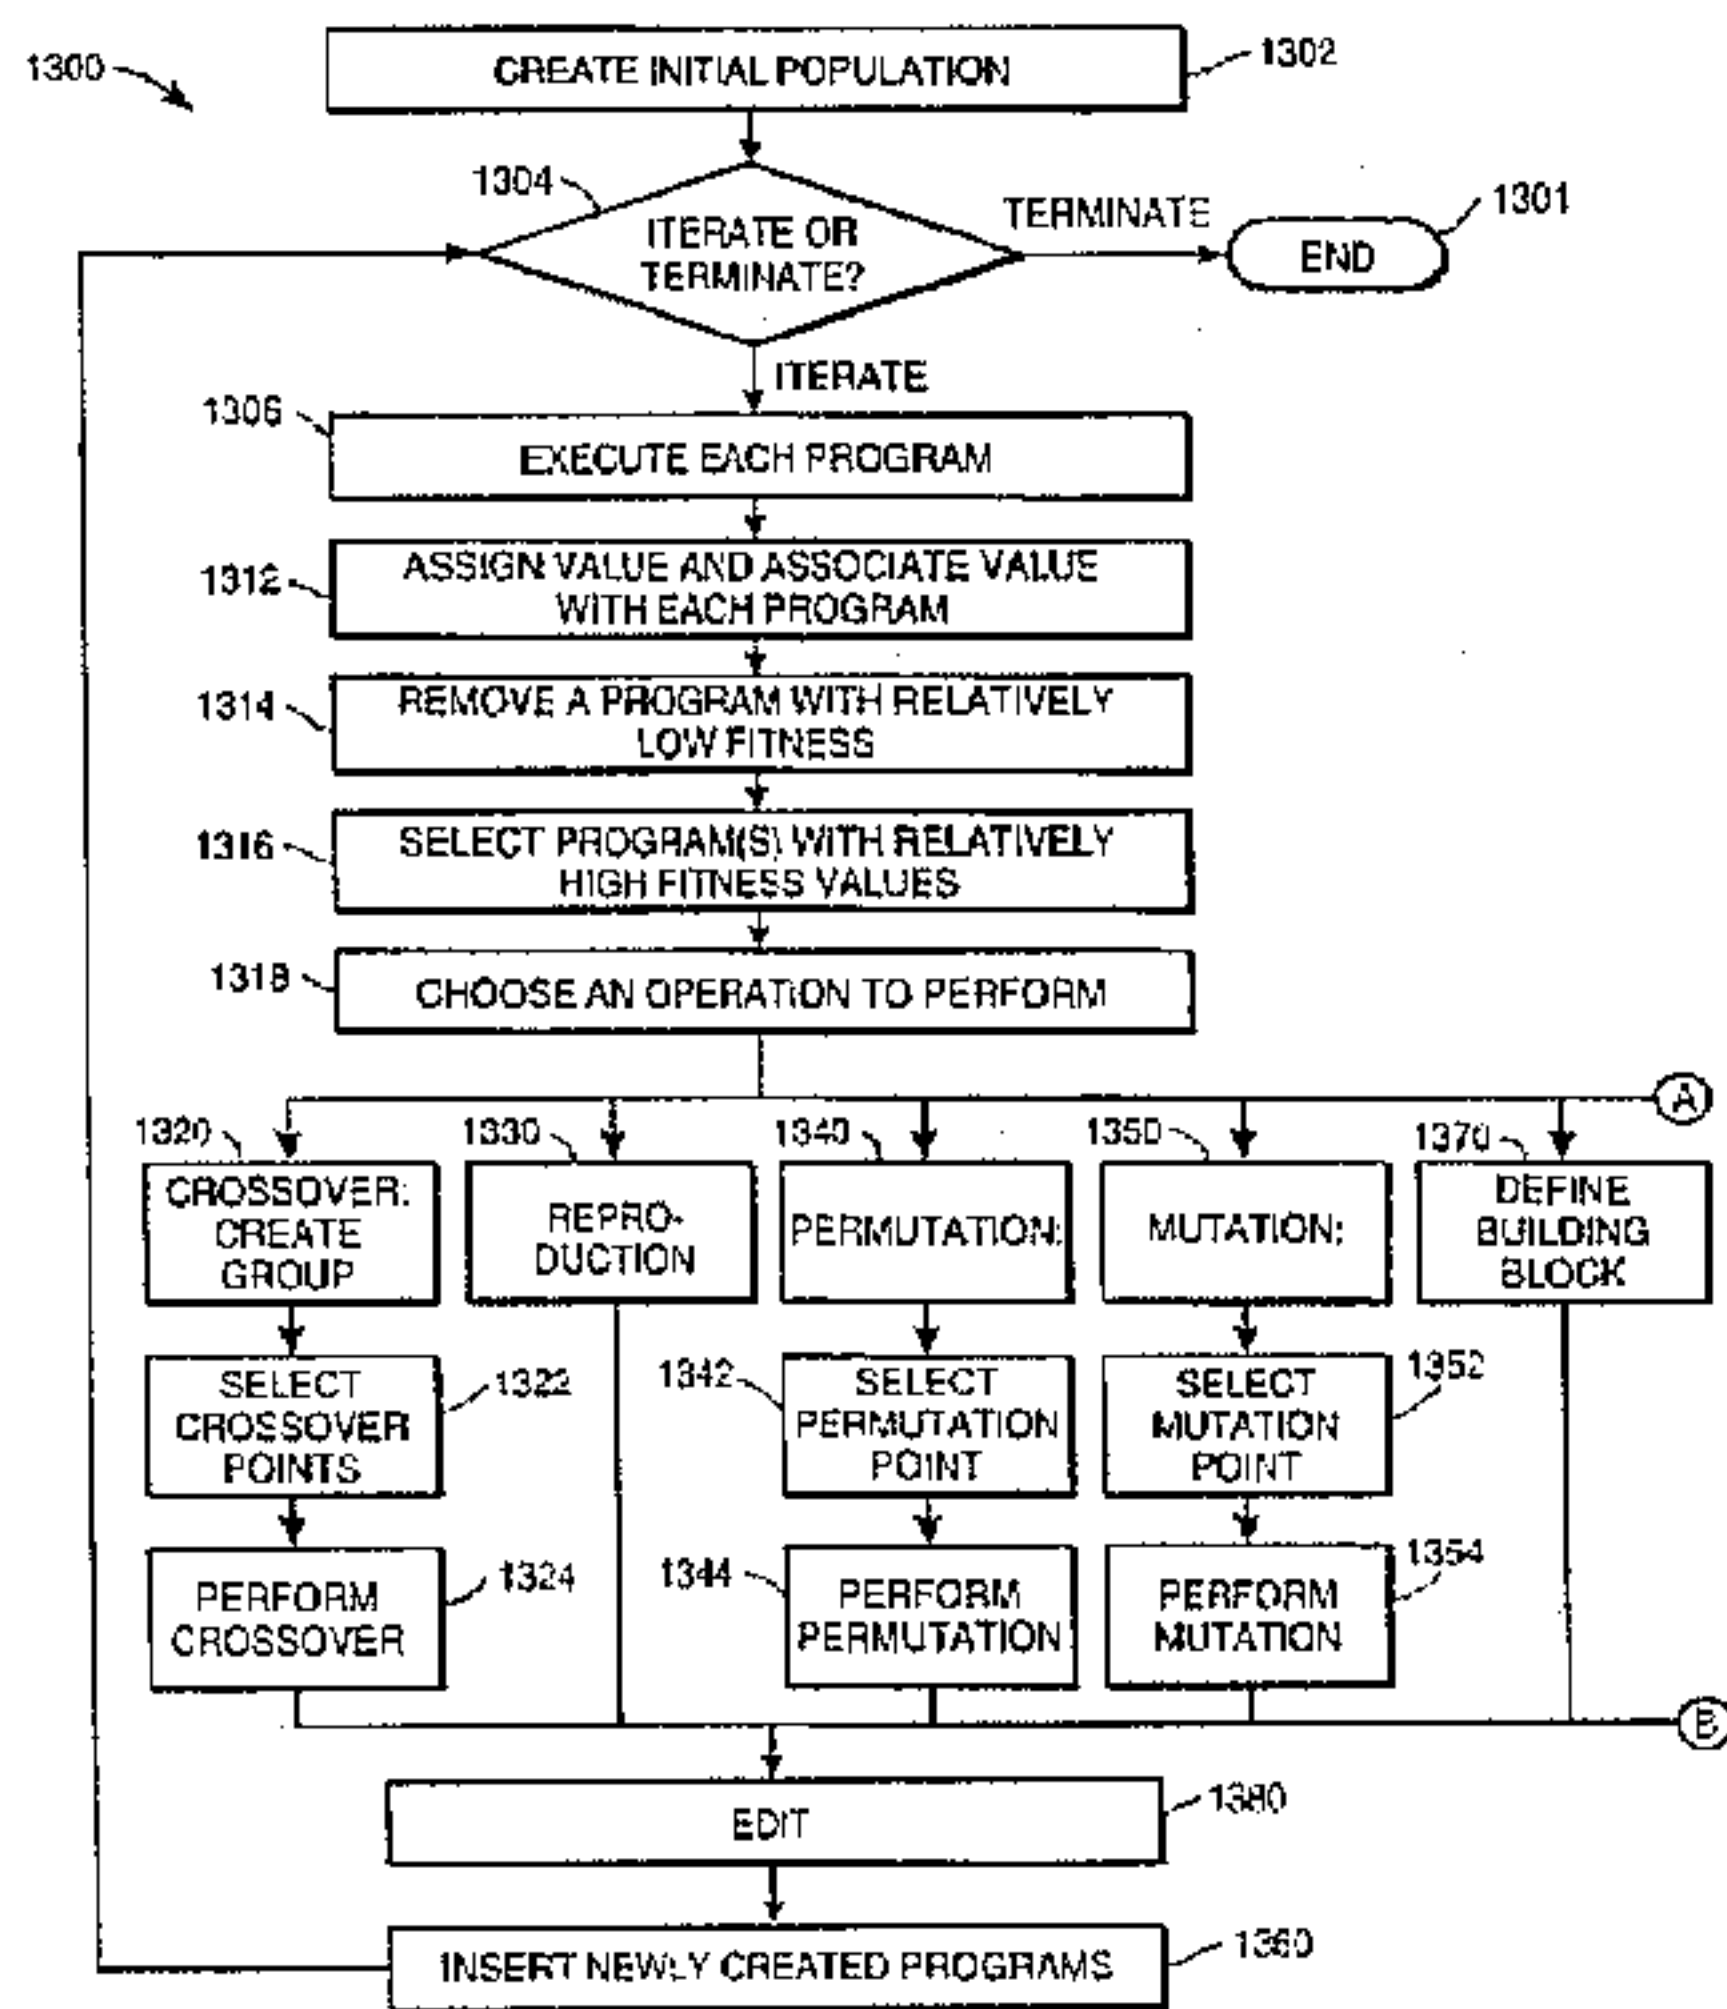 1300
CREATE INITIAL POPULATION
1302
1304
ITERATE OR
TERMINATE?
TERMINATE
1301
END
ITERATE
1306
EXECUTE EACH PROGRAM
1312
ASSIGN VALUE AND ASSOCIATE VALUE
WITH EACH PROGRAM
1314
REMOVE A PROGRAM WITH RELATIVELY
LOW FITNESS
1316
SELECT PROGRAM(S) WITH RELATIVELY
HIGH FITNESS VALUES
1318
CHOOSE AN OPERATION TO PERFORM
A
1320
CROSSOVER:
CREATE
GROUP
1330
REPRO-
DUCTION
1340
PERMUTATION:
1350
MUTATION:
1370
DEFINE
BUILDING
BLOCK
SELECT
CROSSOVER
POINTS
1322
1342
SELECT
PERMUTATION
POINT
SELECT
MUTATION
POINT
1352
PERFORM
CROSSOVER
1324
1344
PERFORM
PERMUTATION
PERFORM
MUTATION
1354
B
EDIT
1380
INSERT NEWLY CREATED PROGRAMS
1360